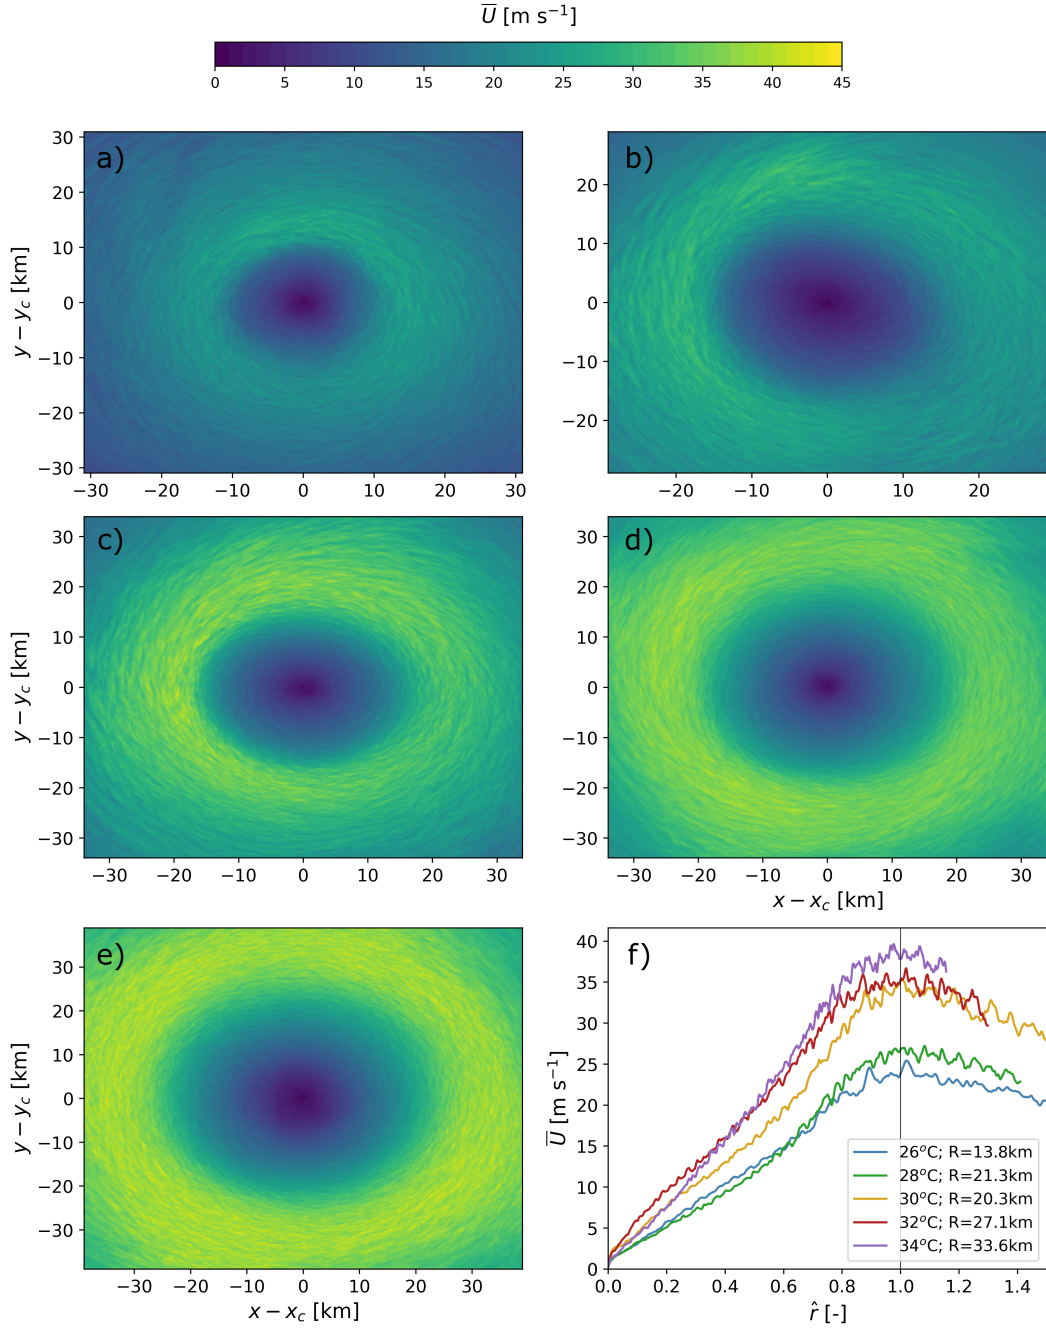 U̅ [m s⁻¹]
0 5 10 15 20 25 30 35 40 45
a)
30
20
10
0
−10
−20
−30
y − y_c [km]
−30 −20 −10 0 10 20 30
b)
20
10
0
−10
−20
−20 −10 0 10 20
c)
30
20
10
0
−10
−20
−30
y − y_c [km]
−30 −20 −10 0 10 20 30
d)
30
20
10
0
−10
−20
−30
−30 −20 −10 0 10 20 30
x − x_c [km]
e)
30
20
10
0
−10
−20
−30
y − y_c [km]
−30 −20 −10 0 10 20 30
x − x_c [km]
f)
40
35
30
25
20
15
10
5
0
U̅ [m s⁻¹]
26°C; R=13.8km
28°C; R=21.3km
30°C; R=20.3km
32°C; R=27.1km
34°C; R=33.6km
0.0 0.2 0.4 0.6 0.8 1.0 1.2 1.4
r̂ [-]